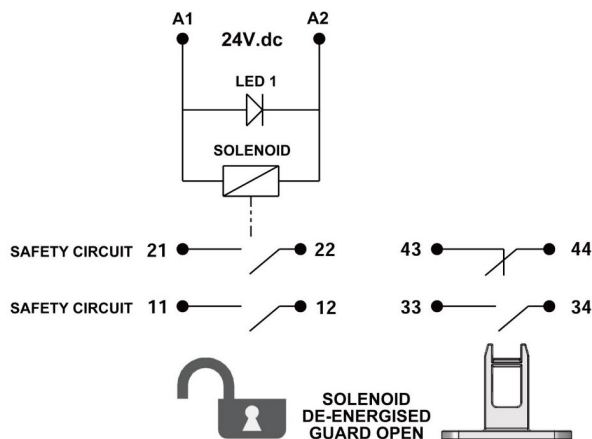 A1 A2
24V.dc
LED 1
SOLENOID
SAFETY CIRCUIT 21 22 43 44
SAFETY CIRCUIT 11 12 33 34
SOLENOID
DE-ENERGISED
GUARD OPEN